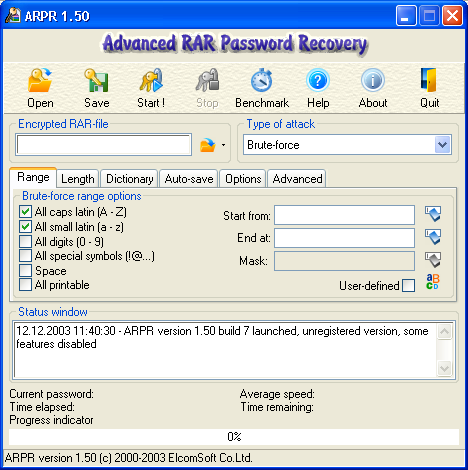 ARPR 1.50
Advanced RAR Password Recovery
Open Save Start ! Stop Benchmark Help About Quit
Encrypted RAR-file
Type of attack
Brute-force
Range Length Dictionary Auto-save Options Advanced
Brute-force range options
All caps latin (A - Z)
All small latin (a - z)
All digits (0 - 9)
All special symbols (!@...)
Space
All printable
Start from:
End at:
Mask:
User-defined
aB
CD
Status window
12.12.2003 11:40:30 - ARPR version 1.50 build 7 launched, unregistered version, some
features disabled
Current password:
Average speed:
Time elapsed:
Time remaining:
Progress indicator
0%
ARPR version 1.50 (c) 2000-2003 ElcomSoft Co.Ltd.